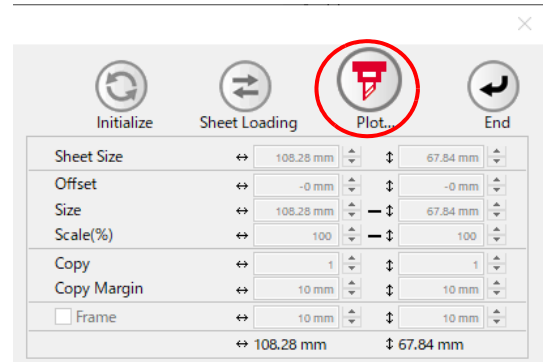 Initialize Sheet Loading Plot... End
Sheet Size ↔ 108.28 mm ↕ 67.84 mm
Offset ↔ -0 mm ↕ -0 mm
Size ↔ 108.28 mm ↕ 67.84 mm
Scale(%) ↔ 100 ↕ 100
Copy ↔ 1 ↕ 1
Copy Margin ↔ 10 mm ↕ 10 mm
Frame ↔ 10 mm ↕ 10 mm
↔ 108.28 mm ↕ 67.84 mm